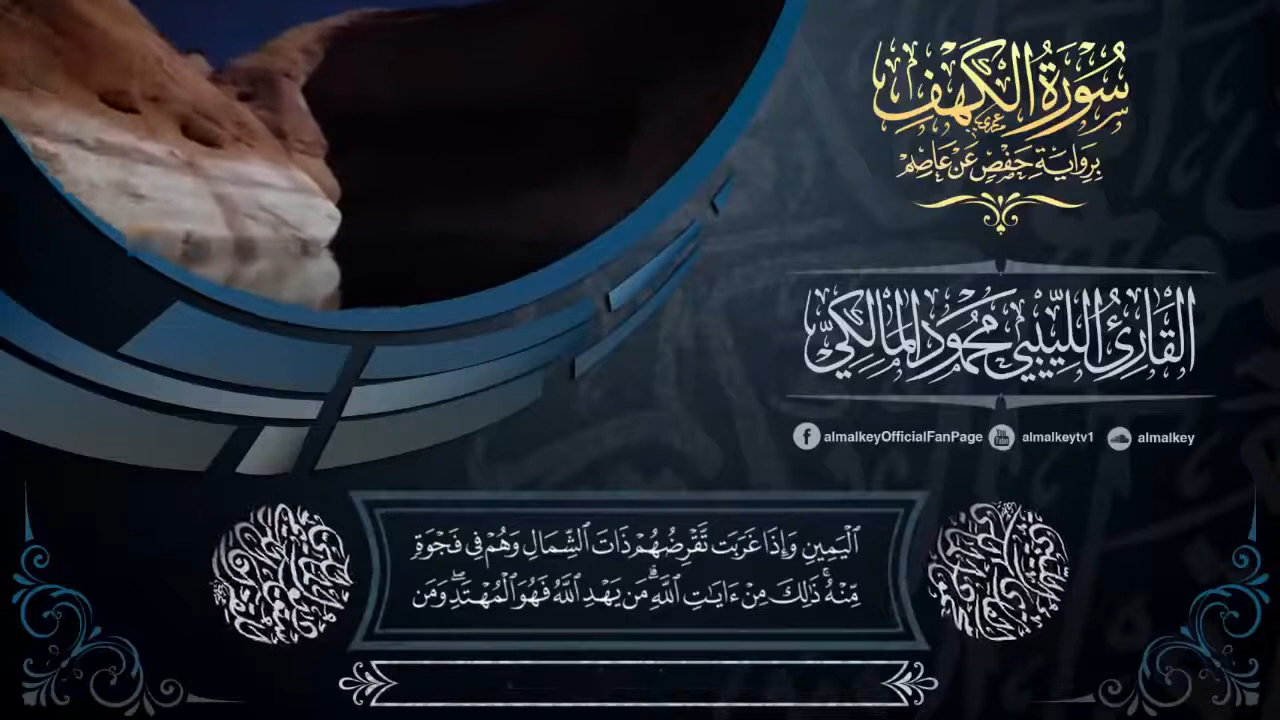 سُورَةُ الكَهْفِ
بِرِوَايَةِ حَفْصٍ عَنْ عَاصِمْ
القَارِئُ اللِّيبِيّ مَحْمُود المَالِكِيّ
almalkeyOfficialFanPage almalkeytv1 almalkey
ٱلْيَمِينِ وَإِذَا غَرَبَت تَّقْرِضُهُمْ ذَاتَ ٱلشِّمَالِ وَهُمْ فِى فَجْوَةٍ
مِّنْهُ ۚ ذَٰلِكَ مِنْ ءَايَـٰتِ ٱللَّهِ ۗ مَن يَهْدِ ٱللَّهُ فَهُوَ ٱلْمُهْتَدِ ۖ وَمَن